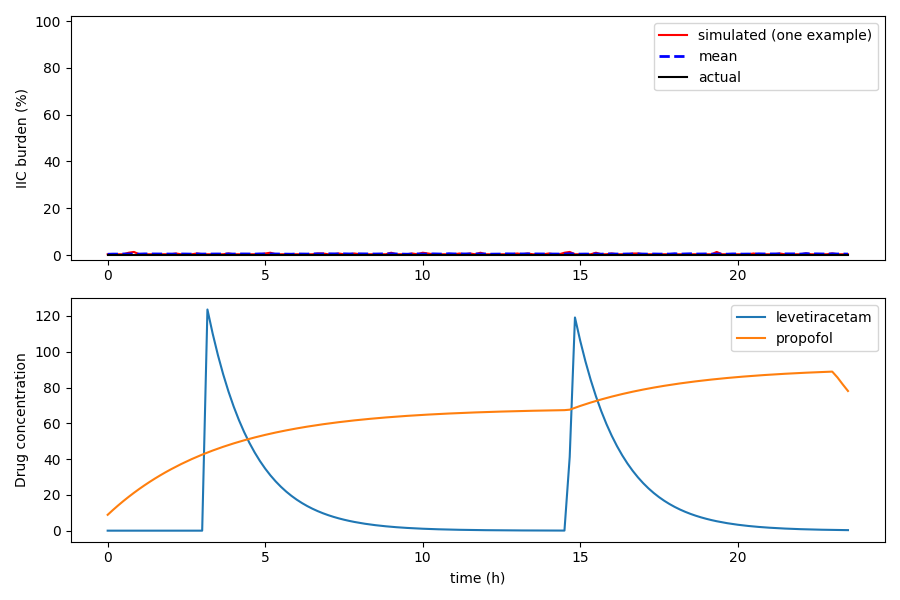 100
80
60
40
20
0
IIC burden (%)
simulated (one example)
mean
actual
0 5 10 15 20
120
100
80
60
40
20
0
Drug concentration
levetiracetam
propofol
0 5 10 15 20
time (h)